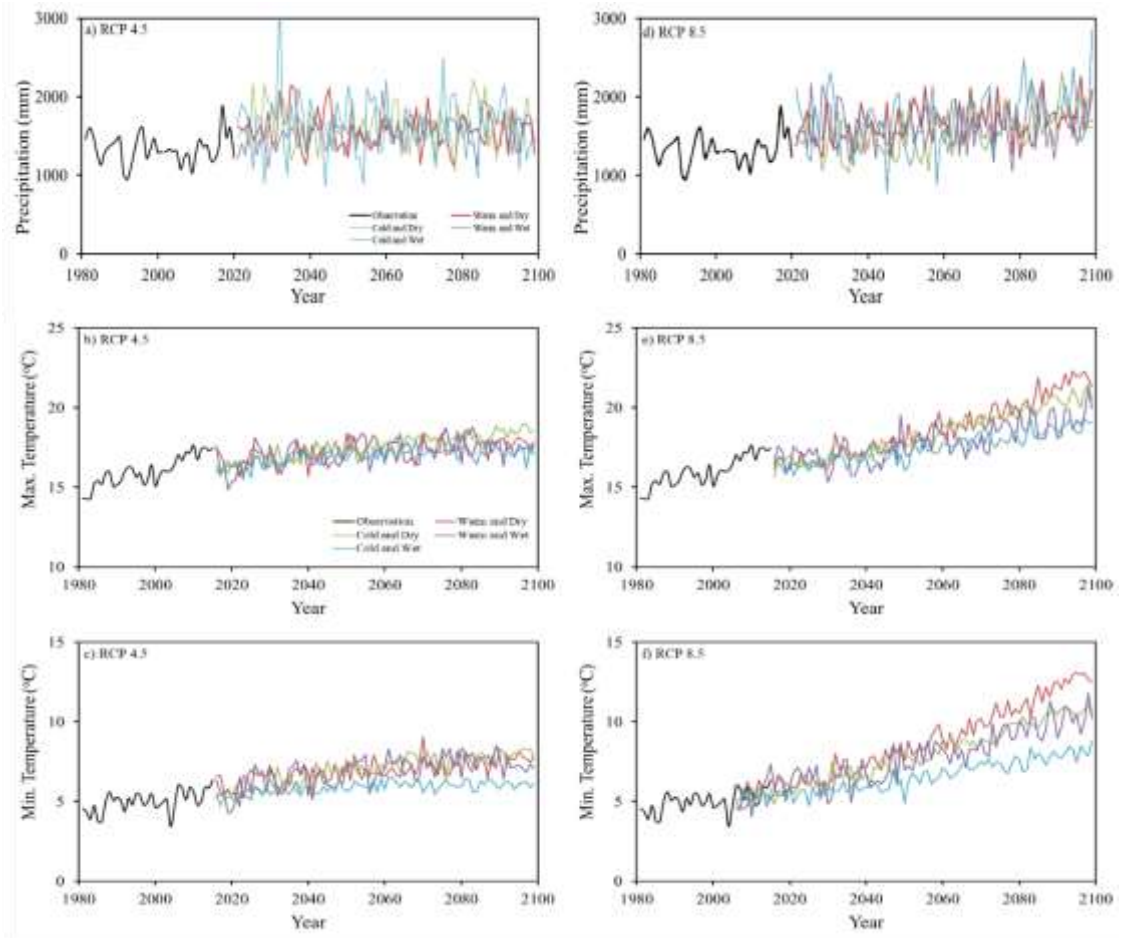 a) RCP 4.5
Precipitation (mm)
3000
2000
1000
0
1980 2000 2020 2040 2060 2080 2100
Year
Observation
Warm and Dry
Cold and Dry
Warm and Wet
Cold and Wet
d) RCP 8.5
Precipitation (mm)
3000
2000
1000
0
1980 2000 2020 2040 2060 2080 2100
Year
b) RCP 4.5
Max. Temperature (°C)
25
20
15
10
1980 2000 2020 2040 2060 2080 2100
Year
Observation
Warm and Dry
Cold and Dry
Warm and Wet
Cold and Wet
e) RCP 8.5
Max. Temperature (°C)
25
20
15
10
1980 2000 2020 2040 2060 2080 2100
Year
c) RCP 4.5
Min. Temperature (°C)
15
10
5
0
1980 2000 2020 2040 2060 2080 2100
Year
f) RCP 8.5
Min. Temperature (°C)
15
10
5
0
1980 2000 2020 2040 2060 2080 2100
Year